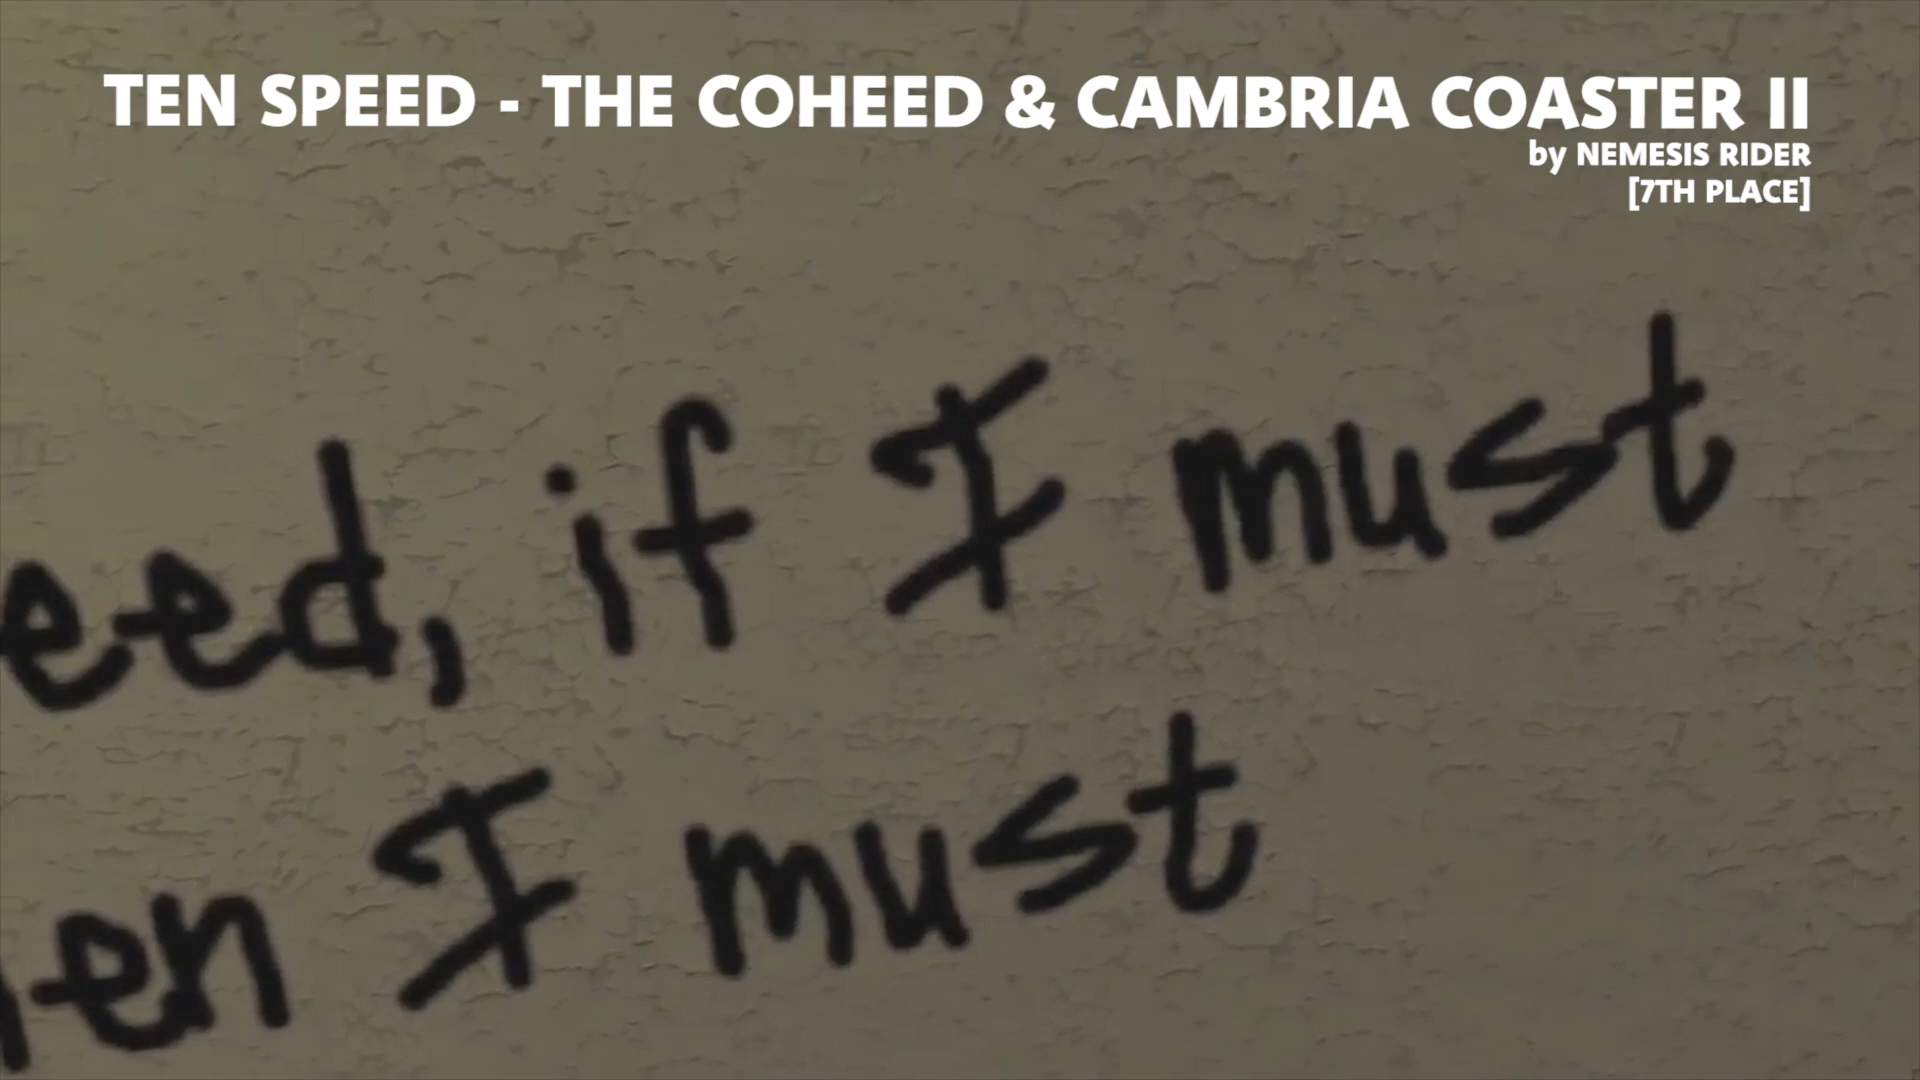 TEN SPEED - THE COHEED & CAMBRIA COASTER II
by NEMESIS RIDER
[7TH PLACE]
eed, if I must
en I must